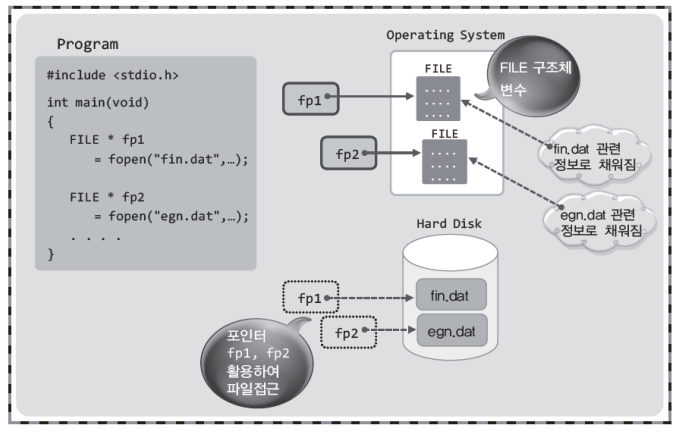 Program
#include <stdio.h>
int main(void)
{
FILE * fp1
= fopen("fin.dat",…);
FILE * fp2
= fopen("egn.dat",…);
. . . .
}
Operating System
FILE
FILE 구조체
변수
fp1
FILE
fp2
fin.dat 관련
정보로 채워짐
egn.dat 관련
정보로 채워짐
Hard Disk
fp1
fin.dat
fp2
egn.dat
포인터
fp1, fp2
활용하여
파일접근